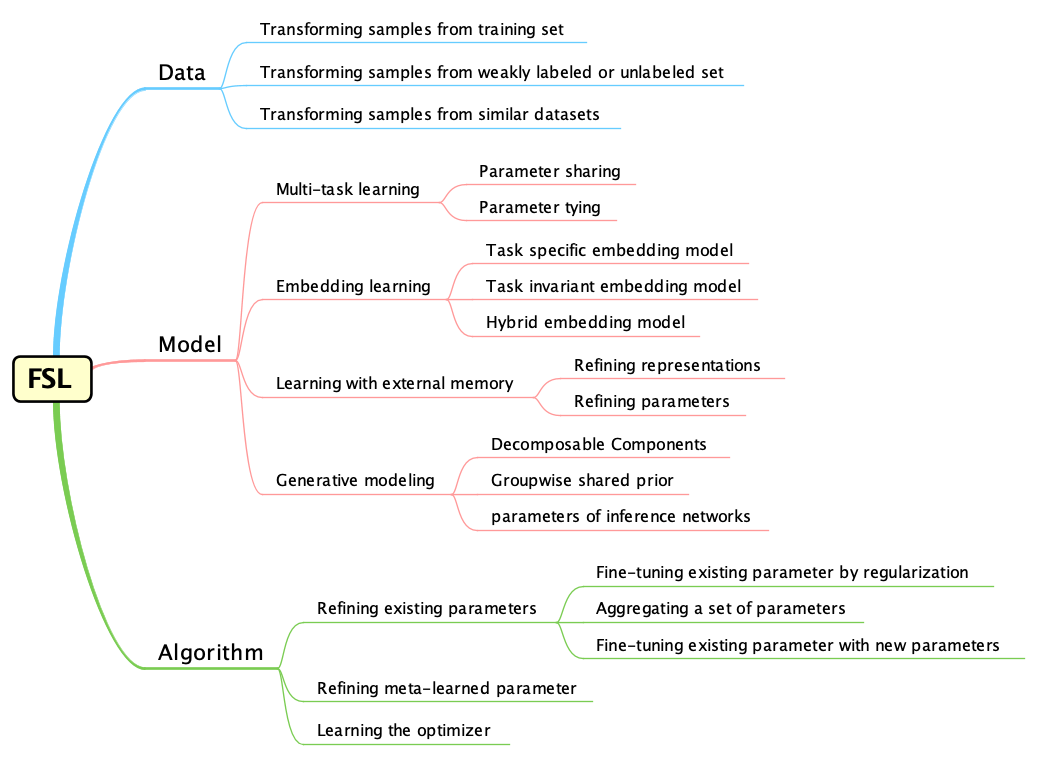 Transforming samples from training set
Data
Transforming samples from weakly labeled or unlabeled set
Transforming samples from similar datasets
Parameter sharing
Multi-task learning
Parameter tying
Task specific embedding model
Embedding learning
Task invariant embedding model
Hybrid embedding model
Model
FSL
Refining representations
Learning with external memory
Refining parameters
Decomposable Components
Generative modeling
Groupwise shared prior
parameters of inference networks
Fine-tuning existing parameter by regularization
Refining existing parameters
Aggregating a set of parameters
Fine-tuning existing parameter with new parameters
Algorithm
Refining meta-learned parameter
Learning the optimizer